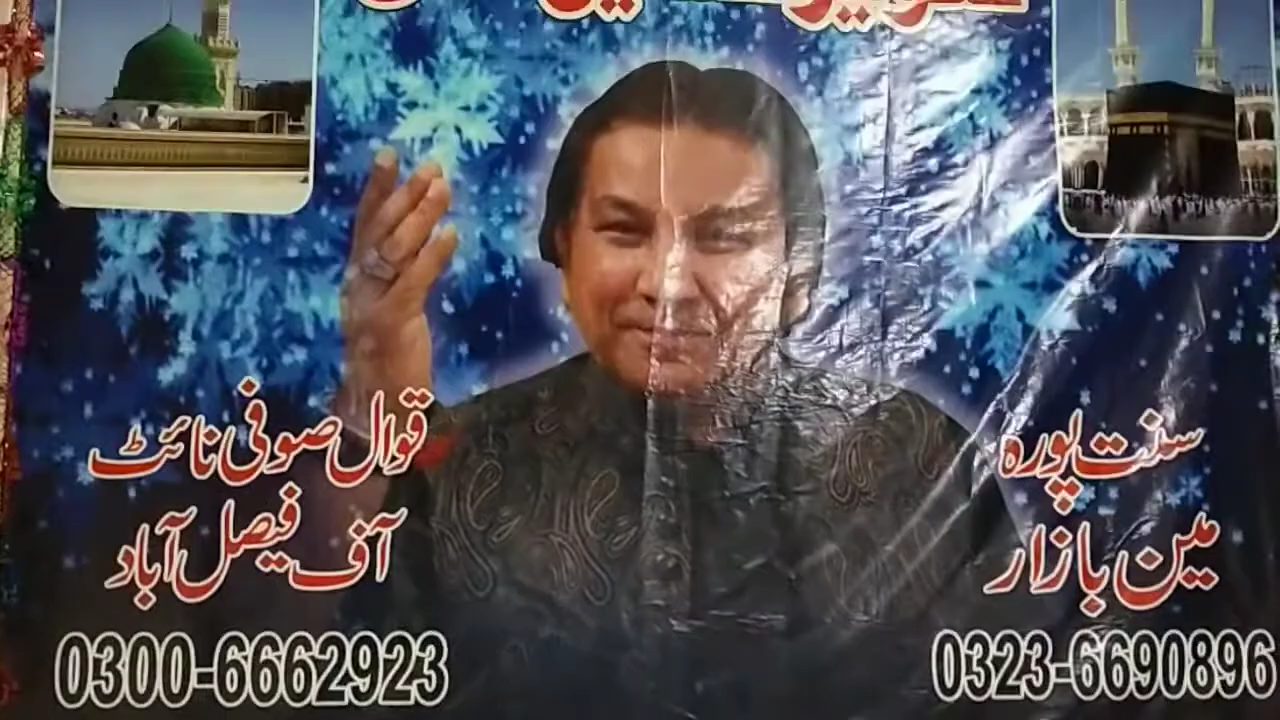 قوال صوفی نائٹ
آف فیصل آباد
0300-6662923
سنت پورہ
مین بازار
0323-6690896